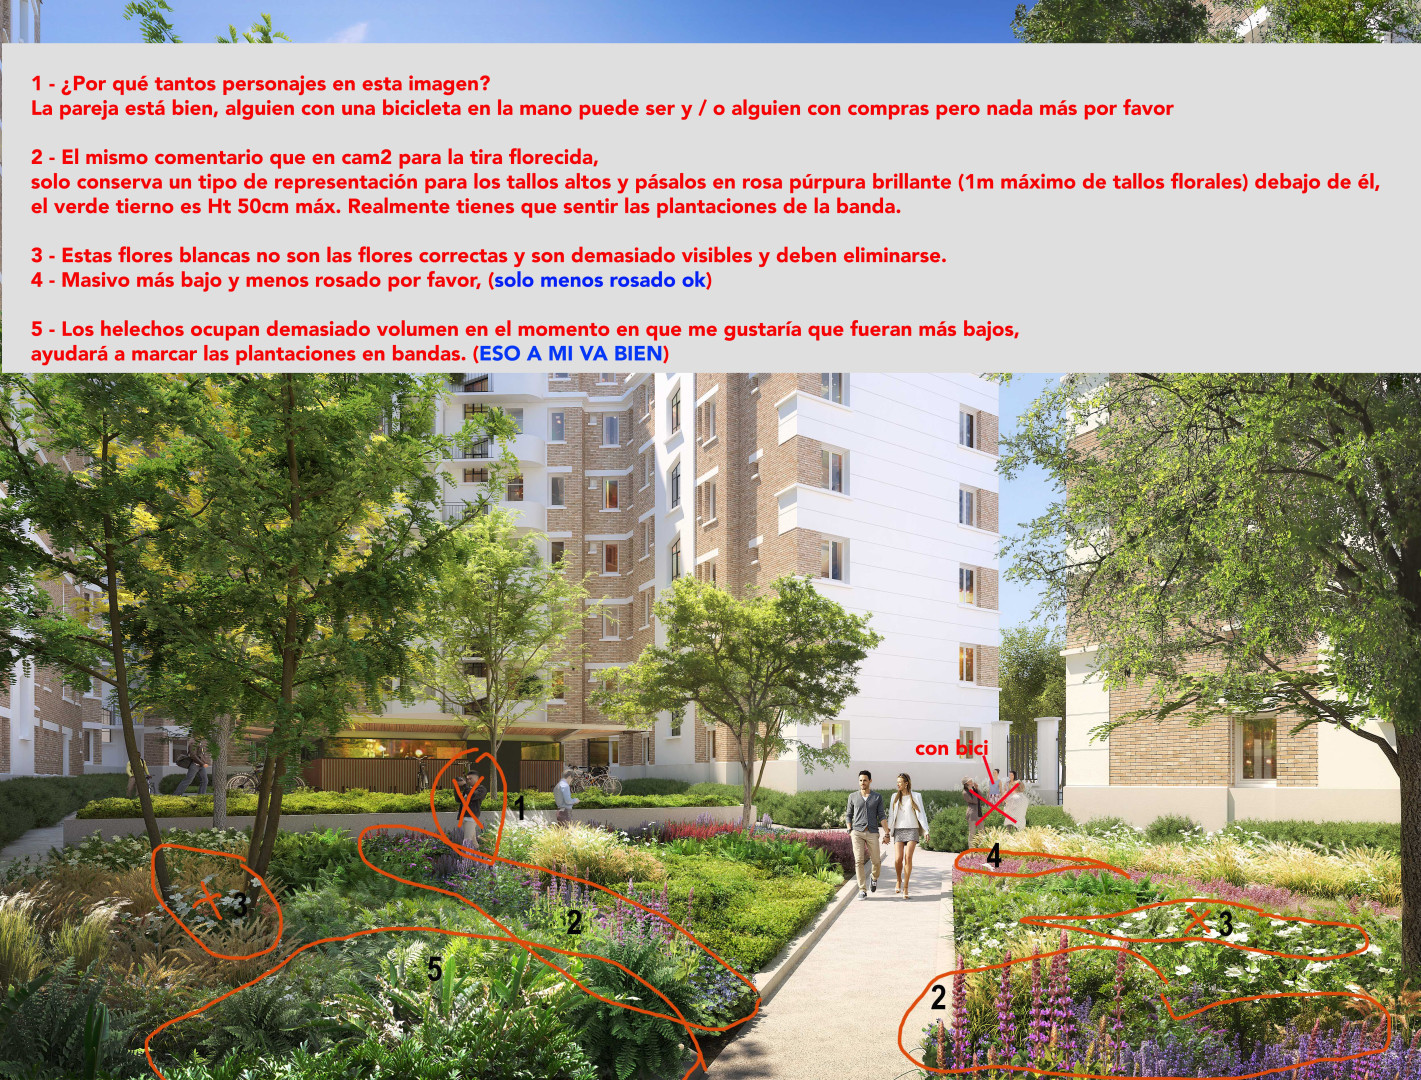 1 - ¿Por qué tantos personajes en esta imagen?
La pareja está bien, alguien con una bicicleta en la mano puede ser y / o alguien con compras pero nada más por favor
2 - El mismo comentario que en cam2 para la tira florecida,
solo conserva un tipo de representación para los tallos altos y pásalos en rosa púrpura brillante (1m máximo de tallos florales) debajo de él,
el verde tierno es Ht 50cm máx. Realmente tienes que sentir las plantaciones de la banda.
3 - Estas flores blancas no son las flores correctas y son demasiado visibles y deben eliminarse.
4 - Masivo más bajo y menos rosado por favor, (solo menos rosado ok)
5 - Los helechos ocupan demasiado volumen en el momento en que me gustaría que fueran más bajos,
ayudará a marcar las plantaciones en bandas. (ESO A MI VA BIEN)
con bici
1
4
3
2
3
5
2